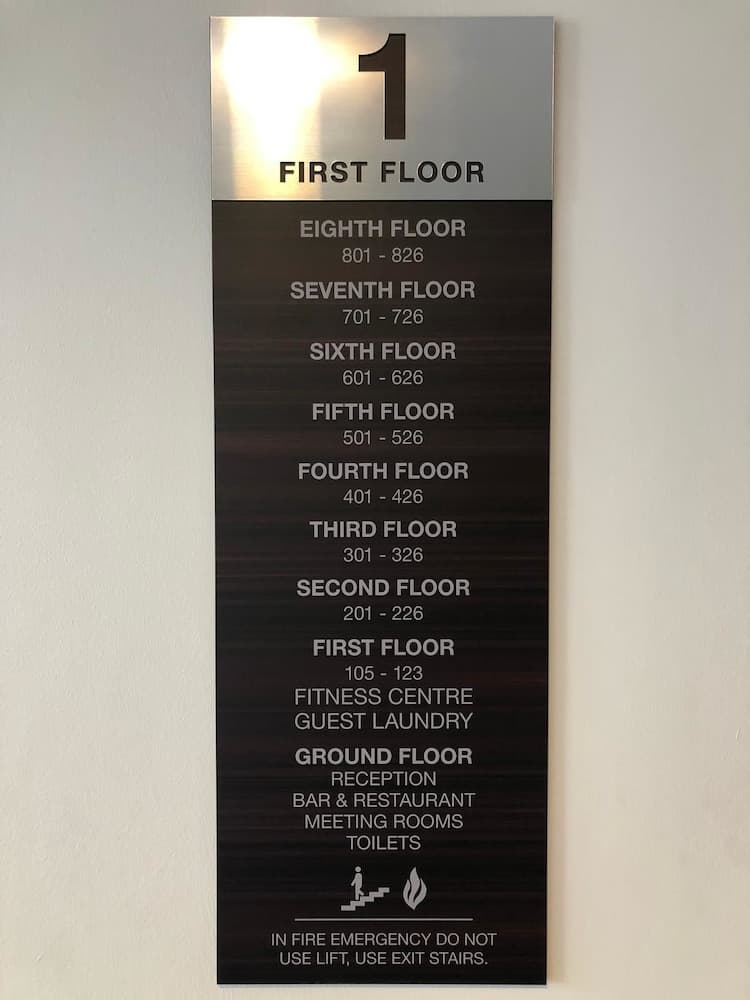 1
FIRST FLOOR
EIGHTH FLOOR
801 - 826
SEVENTH FLOOR
701 - 726
SIXTH FLOOR
601 - 626
FIFTH FLOOR
501 - 526
FOURTH FLOOR
401 - 426
THIRD FLOOR
301 - 326
SECOND FLOOR
201 - 226
FIRST FLOOR
105 - 123
FITNESS CENTRE
GUEST LAUNDRY
GROUND FLOOR
RECEPTION
BAR & RESTAURANT
MEETING ROOMS
TOILETS
IN FIRE EMERGENCY DO NOT
USE LIFT, USE EXIT STAIRS.